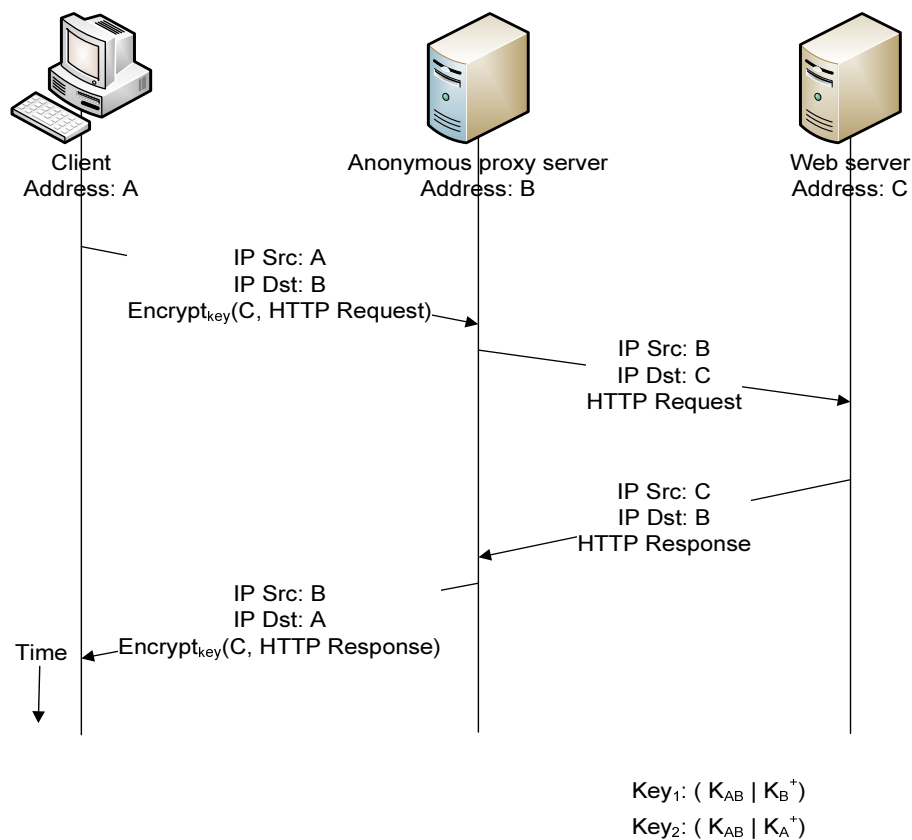 Client
Address: A
Anonymous proxy server
Address: B
Web server
Address: C
IP Src: A
IP Dst: B
Encrypt_key(C, HTTP Request)
IP Src: B
IP Dst: C
HTTP Request
IP Src: C
IP Dst: B
HTTP Response
IP Src: B
IP Dst: A
Encrypt_key(C, HTTP Response)
Time
Key₁: ( K_AB | K_B⁺)
Key₂: ( K_AB | K_A⁺)